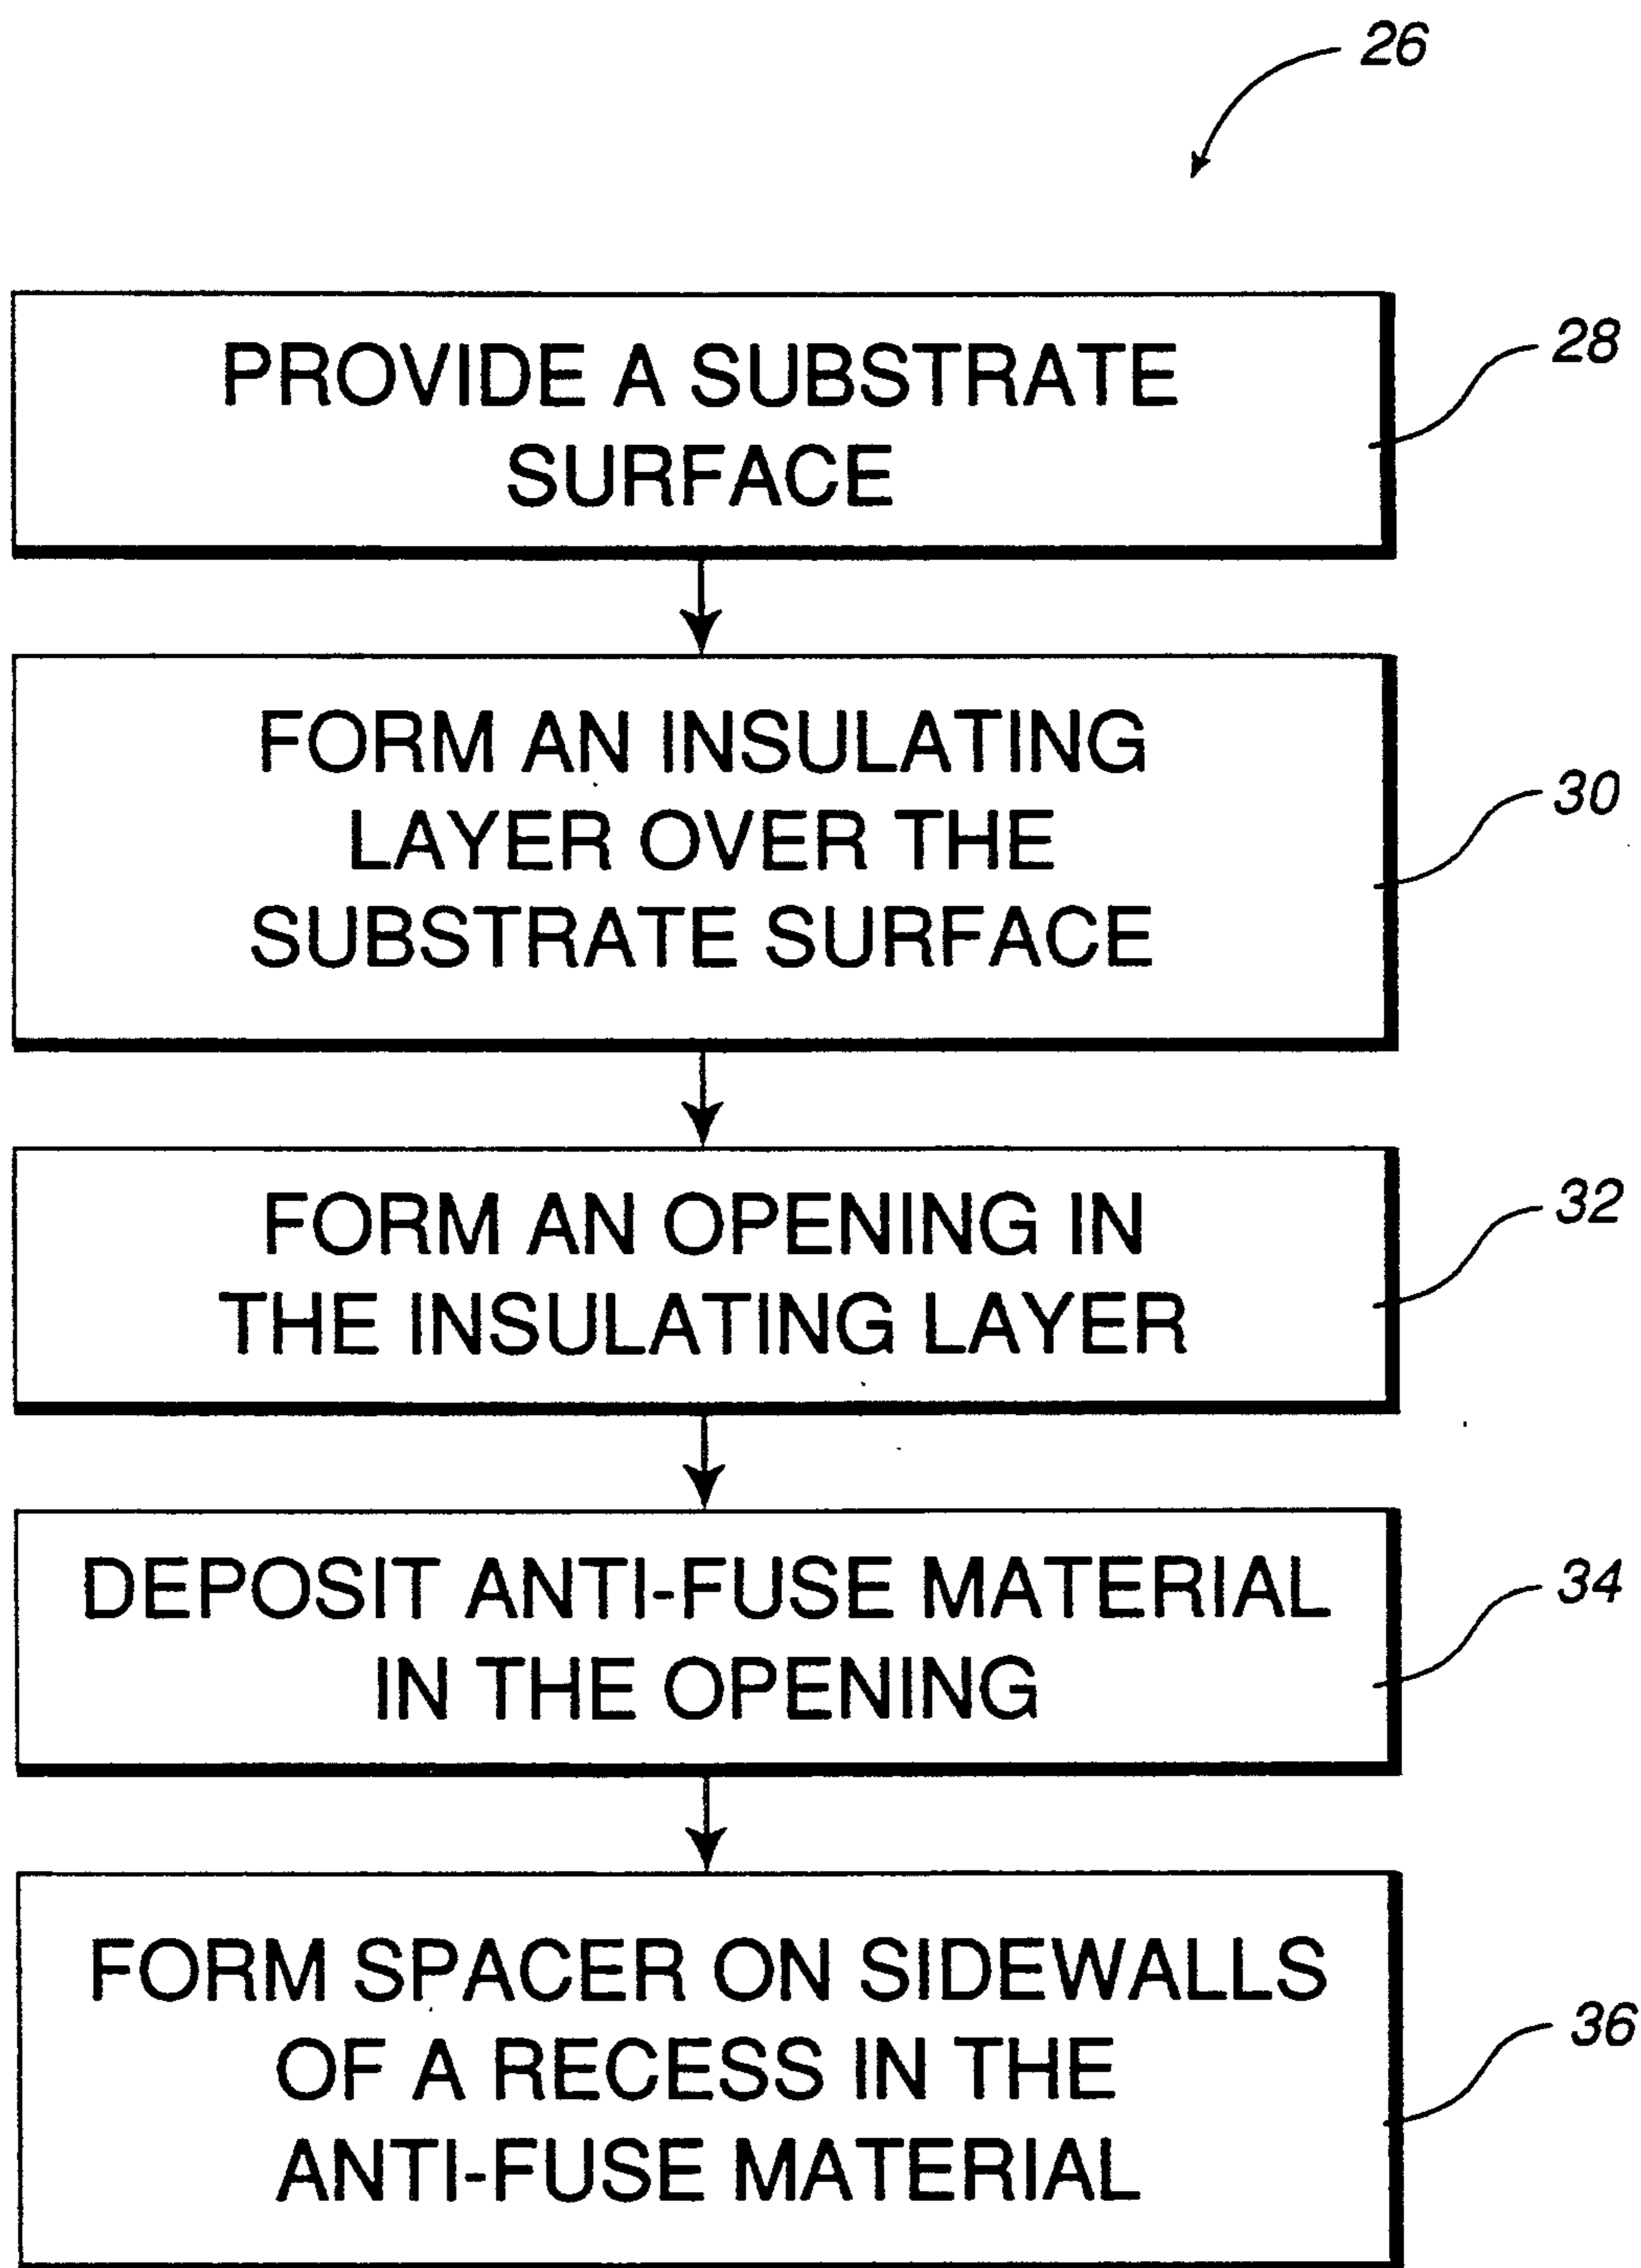 26
PROVIDE A SUBSTRATE
SURFACE
28
FORM AN INSULATING
LAYER OVER THE
SUBSTRATE SURFACE
30
FORM AN OPENING IN
THE INSULATING LAYER
32
DEPOSIT ANTI-FUSE MATERIAL
IN THE OPENING
34
FORM SPACER ON SIDEWALLS
OF A RECESS IN THE
ANTI-FUSE MATERIAL
36